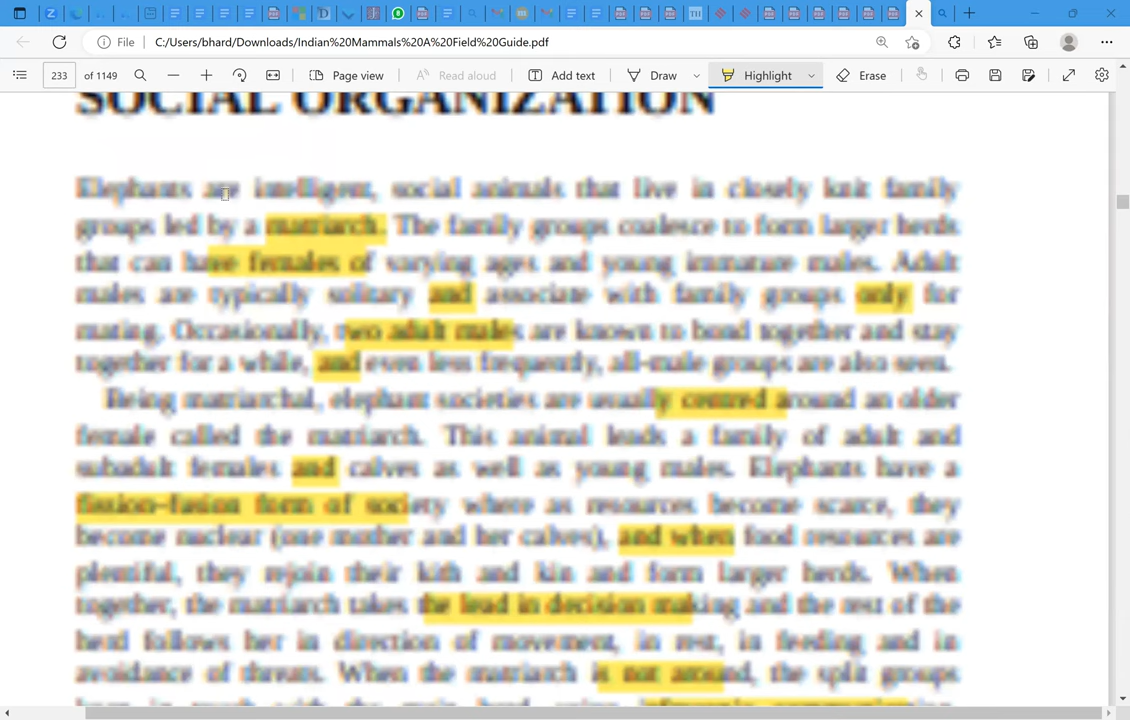 File C:/Users/bhard/Downloads/Indian%20Mammals%20A%20Field%20Guide.pdf
233 of 1149 Page view Read aloud Add text Draw Highlight Erase
SOCIAL ORGANIZATION
Elephants are intelligent, social animals that live in closely knit family
groups led by a matriarch. The family groups coalesce to form larger herds
that can have females of varying ages and young immature males. Adult
males are typically solitary and associate with family groups only for
mating. Occasionally, two adult males are known to bond together and stay
together for a while, and even less frequently, all-male groups are also seen.
Being matriarchal, elephant societies are usually centred around an older
female called the matriarch. This animal leads a family of adult and
subadult females and calves as well as young males. Elephants have a
fission–fusion form of society where as resources become scarce, they
become nuclear (one mother and her calves), and when food resources are
plentiful, they rejoin their kith and kin and form larger herds. When
together, the matriarch takes the lead in decision making and the rest of the
herd follows her in direction of movement, in rest, in feeding and in
avoidance of threats. When the matriarch is not around, the split groups